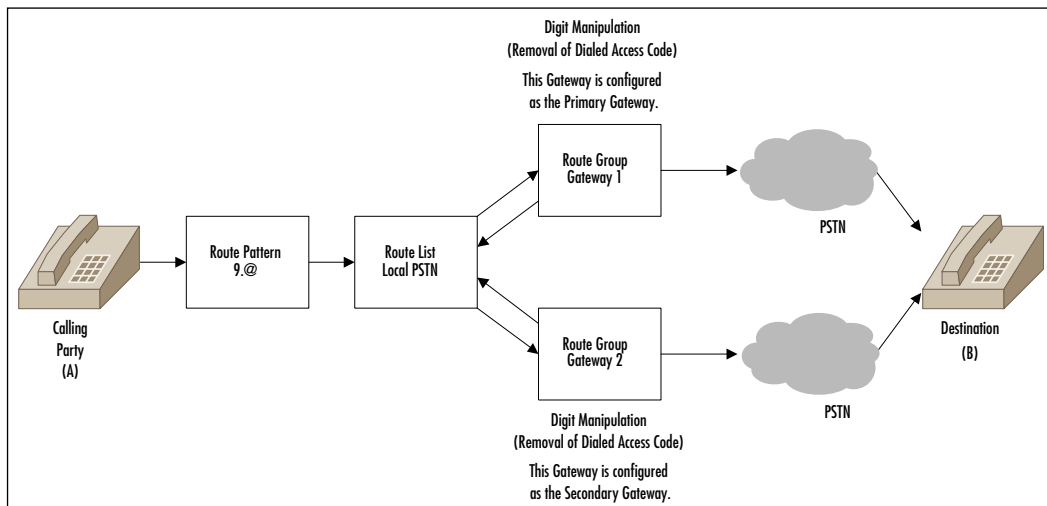 Digit Manipulation
(Removal of Dialed Access Code)
This Gateway is configured
as the Primary Gateway.
Route Group
Gateway 1
PSTN
Route Pattern
9.@
Route List
Local PSTN
Calling
Party
(A)
Destination
(B)
Route Group
Gateway 2
PSTN
Digit Manipulation
(Removal of Dialed Access Code)
This Gateway is configured
as the Secondary Gateway.